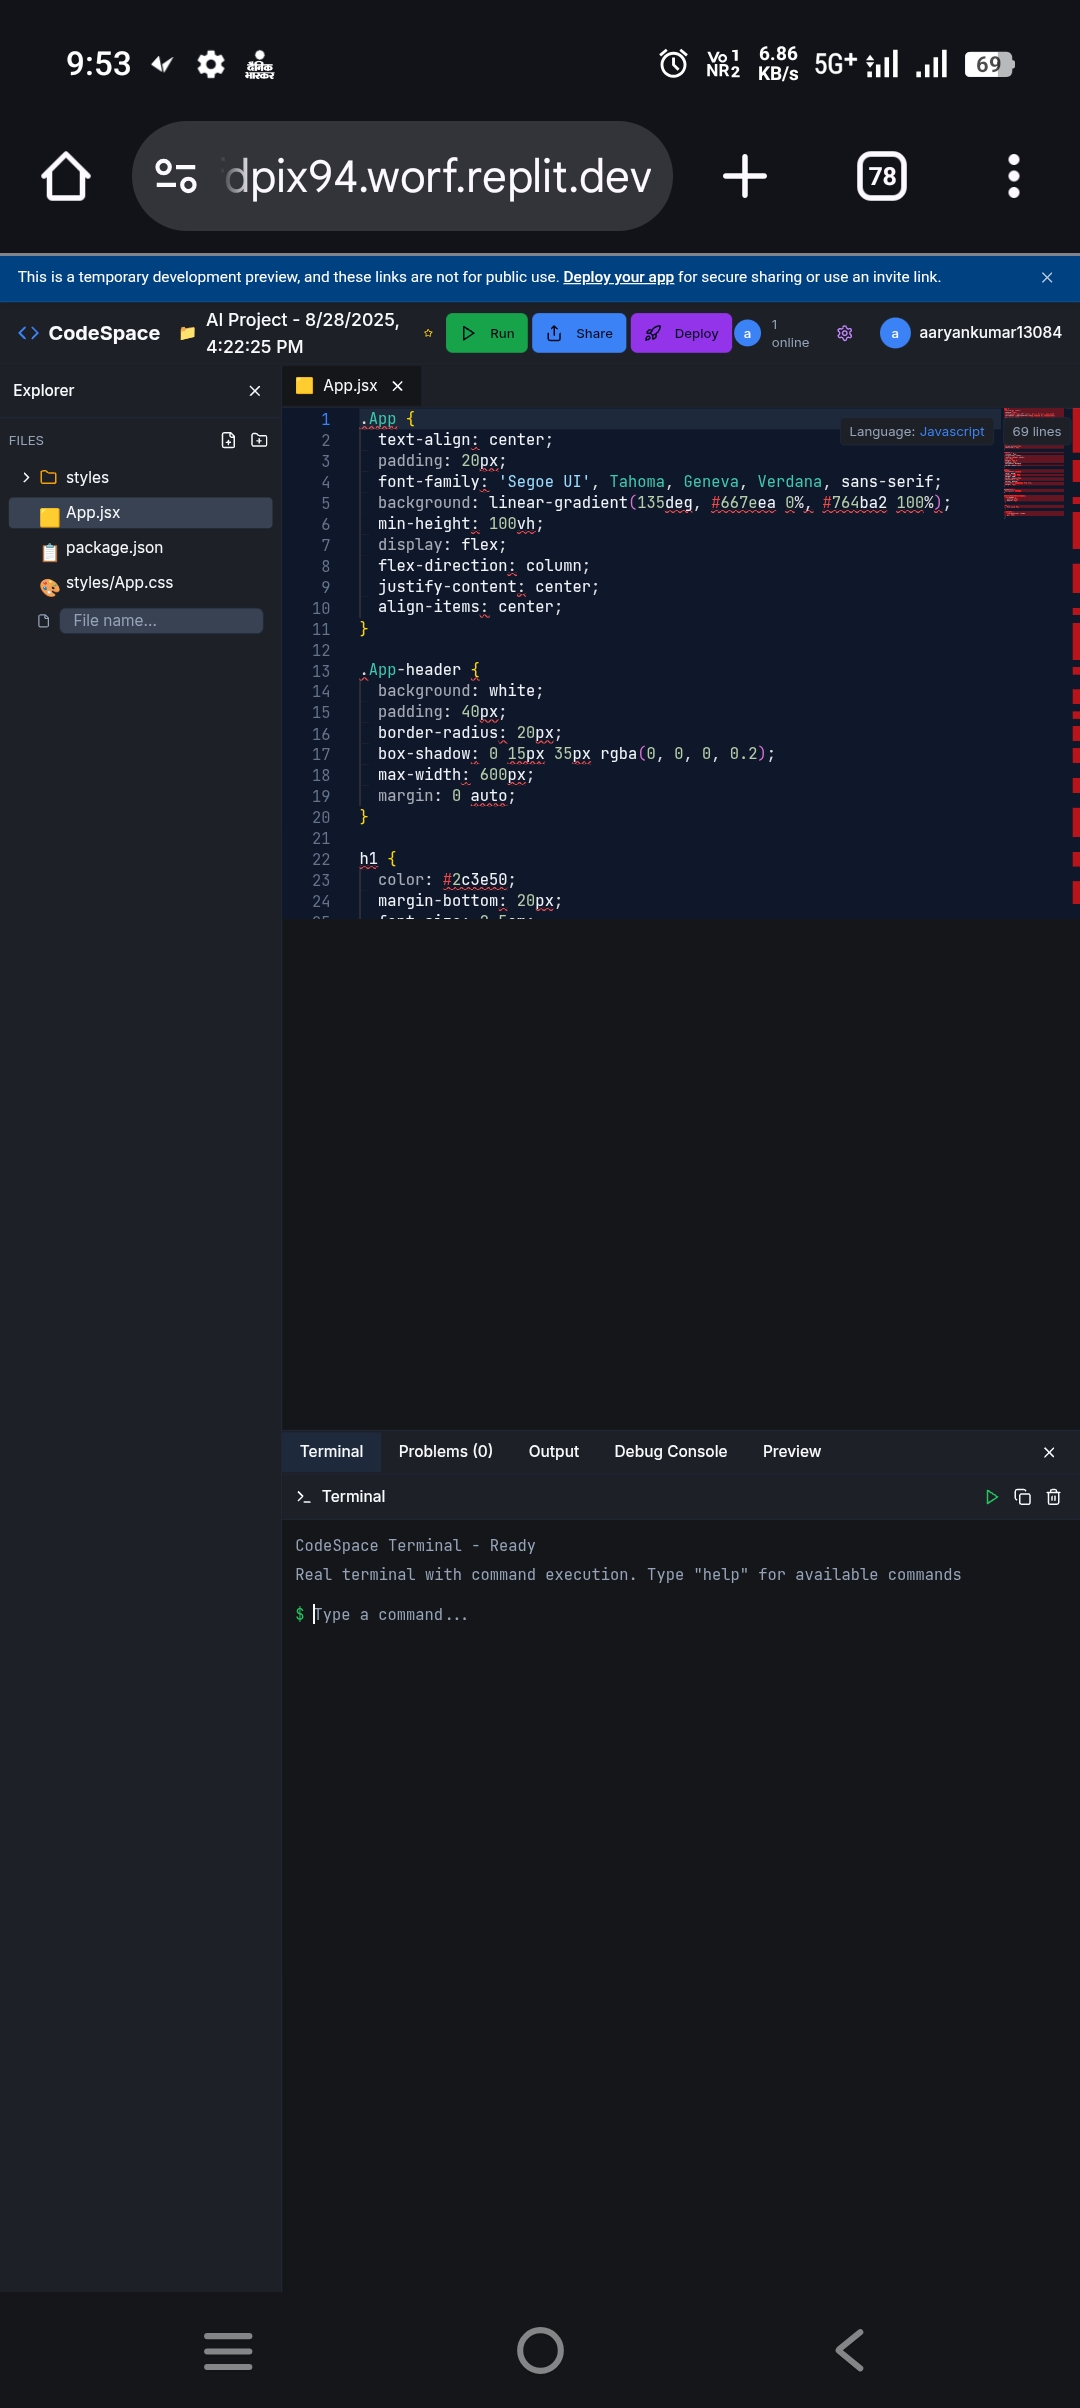 9:53
दैनिक
भास्कर
Vo 1
NR2
6.86
KB/s
5G+
69
dpix94.worf.replit.dev
78
This is a temporary development preview, and these links are not for public use. Deploy your app for secure sharing or use an invite link.
CodeSpace
AI Project - 8/28/2025,
4:22:25 PM
Run
Share
Deploy
a
1
online
a
aaryankumar13084
Explorer
App.jsx
FILES
styles
App.jsx
package.json
styles/App.css
File name...
Language: Javascript
69 lines
1 .App {
2 text-align: center;
3 padding: 20px;
4 font-family: 'Segoe UI', Tahoma, Geneva, Verdana, sans-serif;
5 background: linear-gradient(135deg, #667eea 0%, #764ba2 100%);
6 min-height: 100vh;
7 display: flex;
8 flex-direction: column;
9 justify-content: center;
10 align-items: center;
11 }
12
13 .App-header {
14 background: white;
15 padding: 40px;
16 border-radius: 20px;
17 box-shadow: 0 15px 35px rgba(0, 0, 0, 0.2);
18 max-width: 600px;
19 margin: 0 auto;
20 }
21
22 h1 {
23 color: #2c3e50;
24 margin-bottom: 20px;
Terminal
Problems (0)
Output
Debug Console
Preview
Terminal
CodeSpace Terminal - Ready
Real terminal with command execution. Type "help" for available commands
$ Type a command...